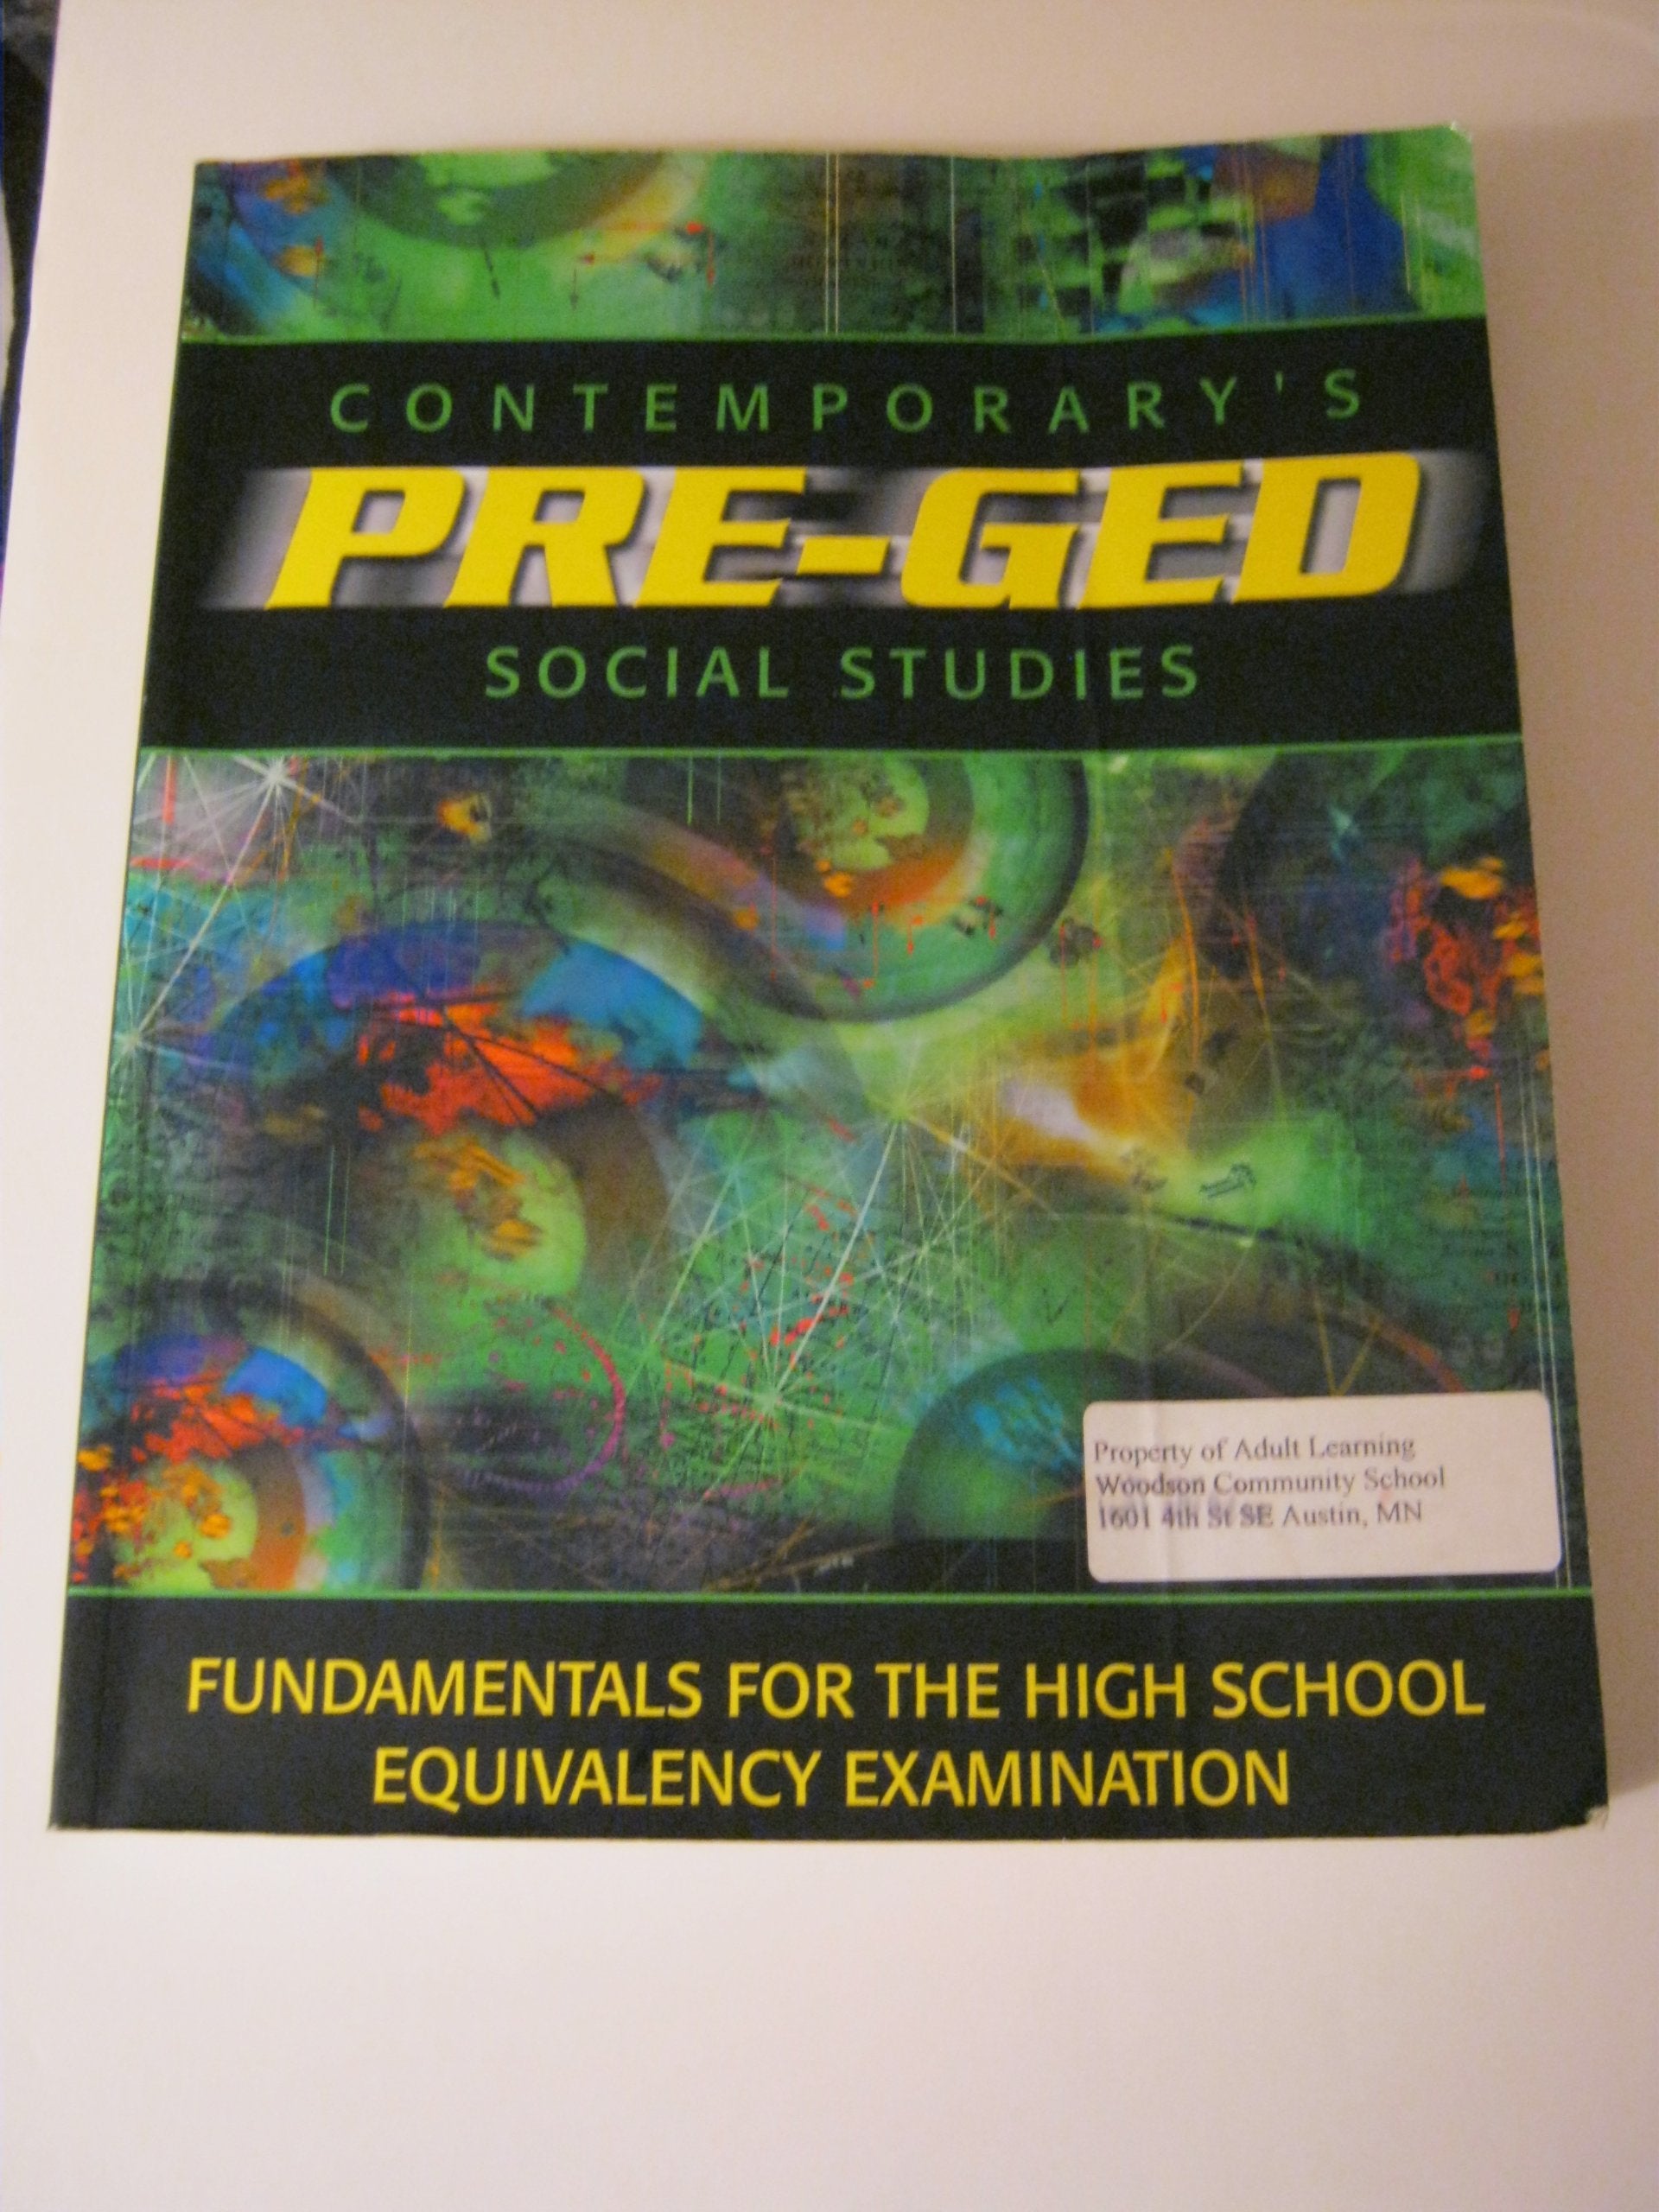 CONTEMPORARY'S
PRE-GED
SOCIAL STUDIES
Property of Adult Learning
Woodson Community School
1601 4th St SE Austin, MN
FUNDAMENTALS FOR THE HIGH SCHOOL
EQUIVALENCY EXAMINATION